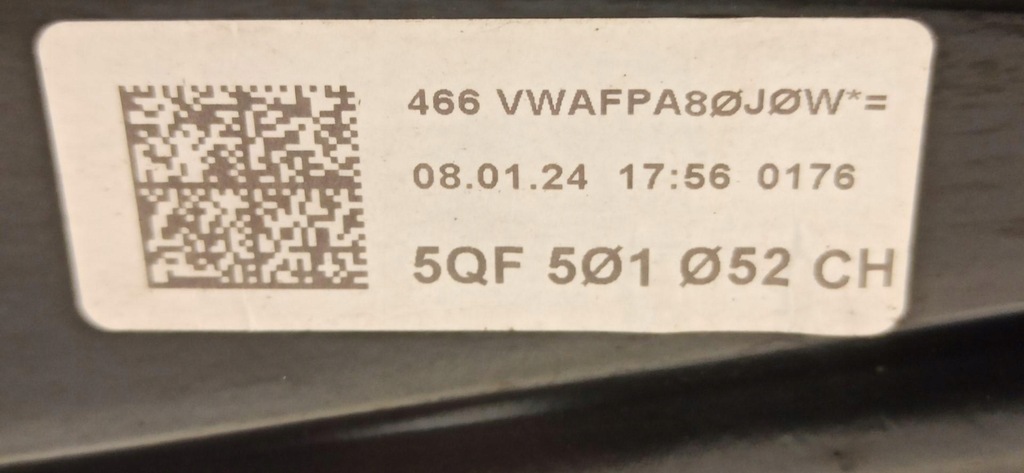 466 VWAFPA8ØJØW*=
08.01.24 17:56 0176
5QF 5Ø1 Ø52 CH